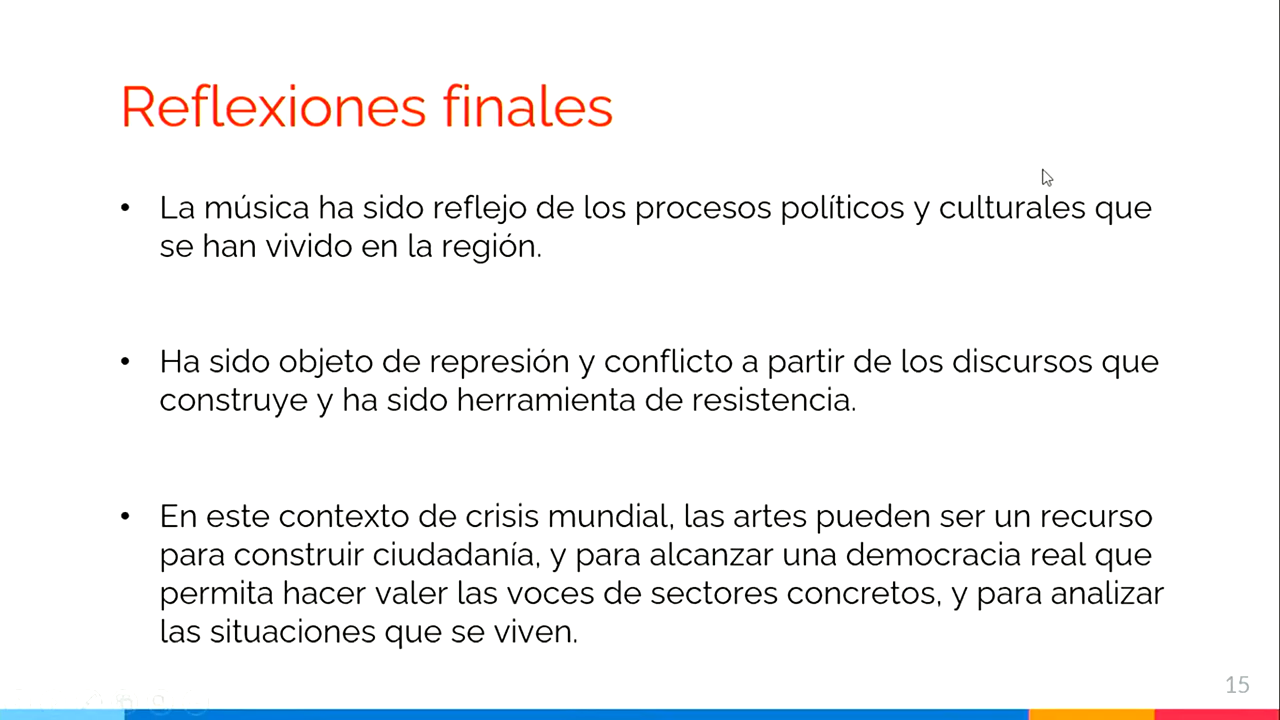 Reflexiones finales
• La música ha sido reflejo de los procesos políticos y culturales que
se han vivido en la región.
• Ha sido objeto de represión y conflicto a partir de los discursos que
construye y ha sido herramienta de resistencia.
• En este contexto de crisis mundial, las artes pueden ser un recurso
para construir ciudadanía, y para alcanzar una democracia real que
permita hacer valer las voces de sectores concretos, y para analizar
las situaciones que se viven.
15